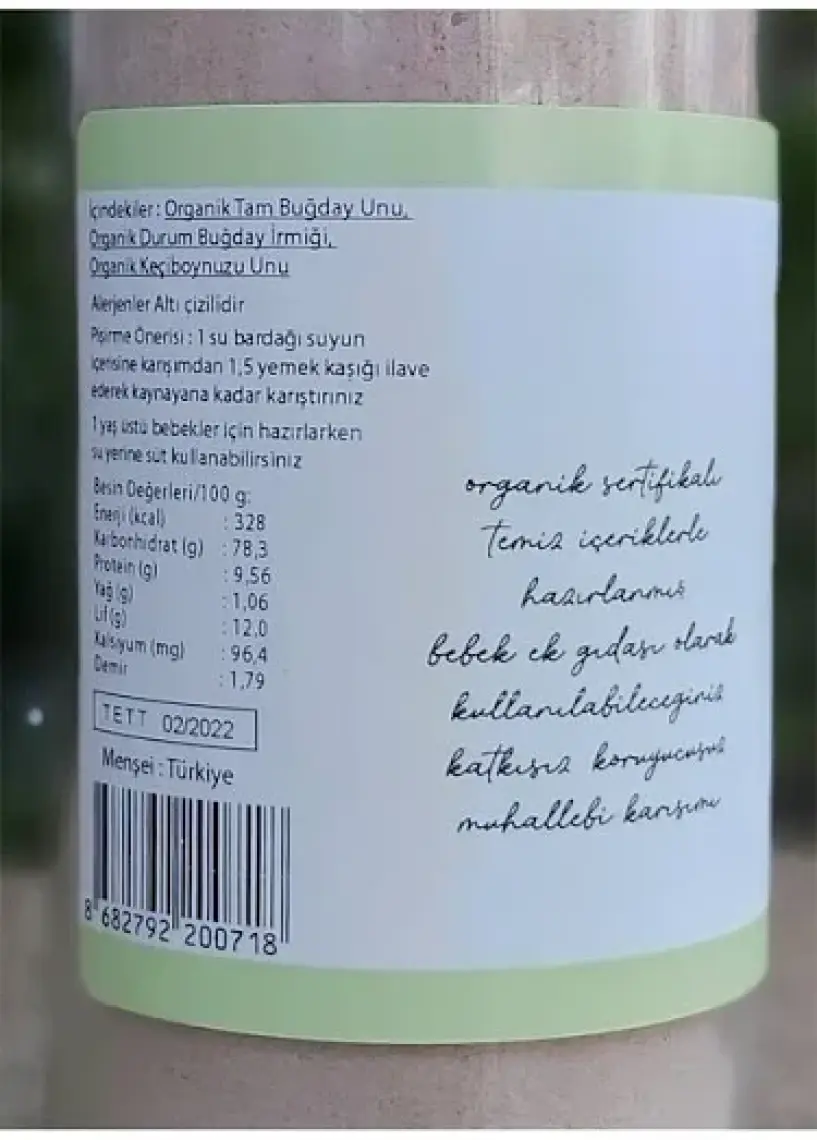 İçindekiler : Organik Tam Buğday Unu,
Organik Durum Buğday İrmiği,
Organik Keçiboynuzu Unu
Alerjenler Altı çizilidir
Pişirme Önerisi : 1 su bardağı suyun
içerisine karışımdan 1,5 yemek kaşığı ilave
ederek kaynayana kadar karıştırınız
1 yaş üstü bebekler için hazırlarken
su yerine süt kullanabilirsiniz
Besin Değerleri/100 g:
Enerji (kcal) : 328
Karbonhidrat (g) : 78,3
Protein (g) : 9,56
Yağ (g) : 1,06
Lif (g) : 12,0
Kalsiyum (mg) : 96,4
Demir : 1,79
TETT 02/2022
Menşei : Türkiye
8 682792 200718
organik sertifikalı
temiz içeriklerle
hazırlanmış
bebek ek gıdası olarak
kullanılabileceğiniz
katkısız koruyucusuz
muhallebi karışımı